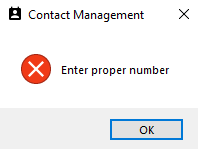 Contact Management
Enter proper number
OK